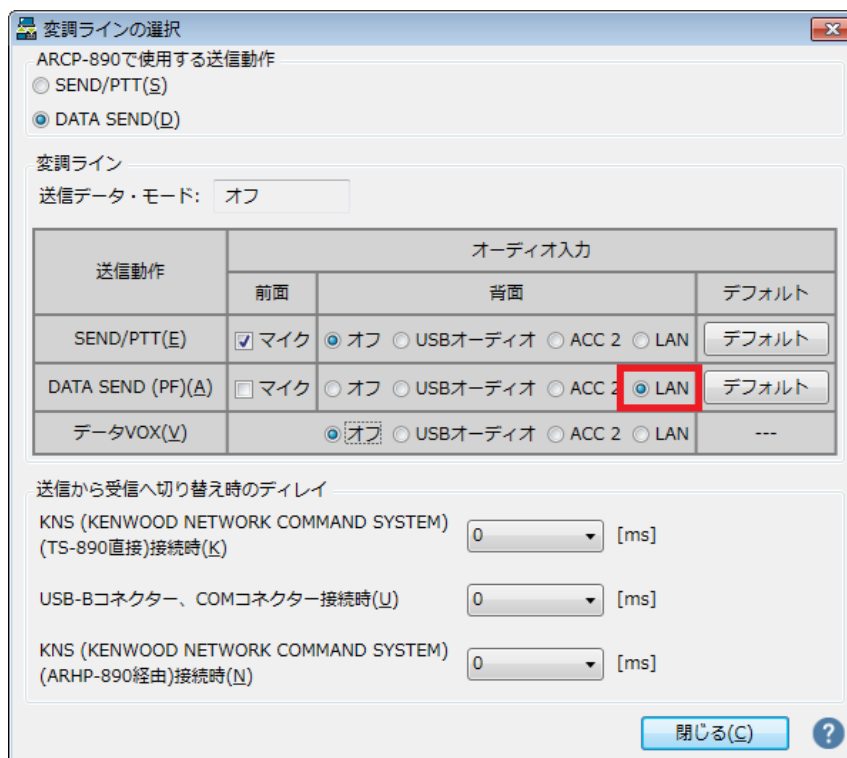 変調ラインの選択
ARCP-890で使用する送信動作
SEND/PTT(S)
DATA SEND(D)
変調ライン
送信データ・モード: オフ
送信動作 オーディオ入力
前面 背面 デフォルト
SEND/PTT(E) マイク オフ USBオーディオ ACC 2 LAN デフォルト
DATA SEND (PF)(A) マイク オフ USBオーディオ ACC 2 LAN デフォルト
データVOX(V) オフ USBオーディオ ACC 2 LAN ---
送信から受信へ切り替え時のディレイ
KNS (KENWOOD NETWORK COMMAND SYSTEM)
(TS-890直接)接続時(K) 0 [ms]
USB-Bコネクター、COMコネクター接続時(U) 0 [ms]
KNS (KENWOOD NETWORK COMMAND SYSTEM)
(ARHP-890経由)接続時(N) 0 [ms]
閉じる(C) ?